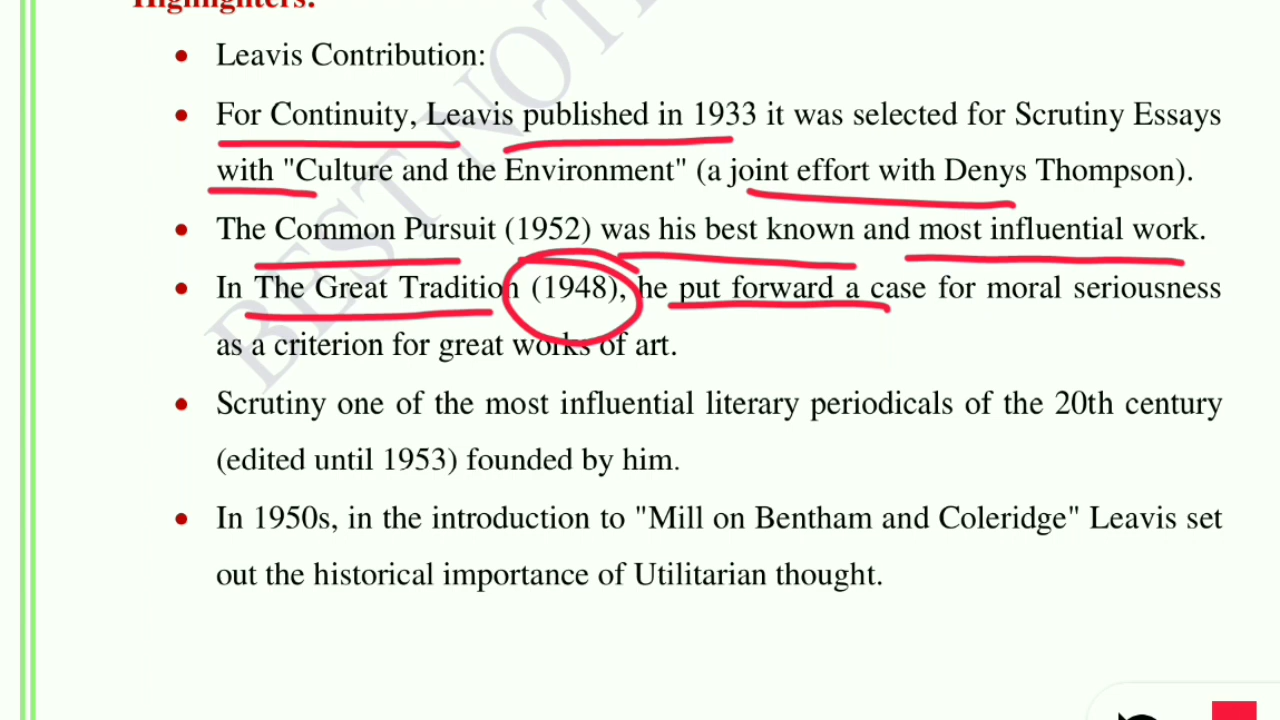 Highlighters:
• Leavis Contribution:
• For Continuity, Leavis published in 1933 it was selected for Scrutiny Essays
with "Culture and the Environment" (a joint effort with Denys Thompson).
• The Common Pursuit (1952) was his best known and most influential work.
• In The Great Tradition (1948), he put forward a case for moral seriousness
as a criterion for great works of art.
• Scrutiny one of the most influential literary periodicals of the 20th century
(edited until 1953) founded by him.
• In 1950s, in the introduction to "Mill on Bentham and Coleridge" Leavis set
out the historical importance of Utilitarian thought.
BEST NOT